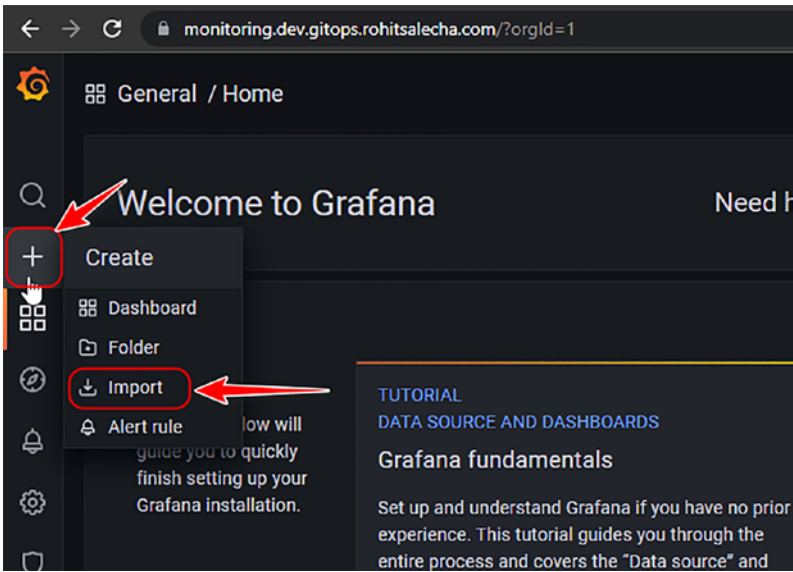 monitoring.dev.gitops.rohitsalecha.com/?orgId=1
General / Home
Welcome to Grafana
Need h
Create
Dashboard
Folder
Import
Alert rule
low will
guide you to quickly
finish setting up your
Grafana installation.
TUTORIAL
DATA SOURCE AND DASHBOARDS
Grafana fundamentals
Set up and understand Grafana if you have no prior
experience. This tutorial guides you through the
entire process and covers the “Data source” and